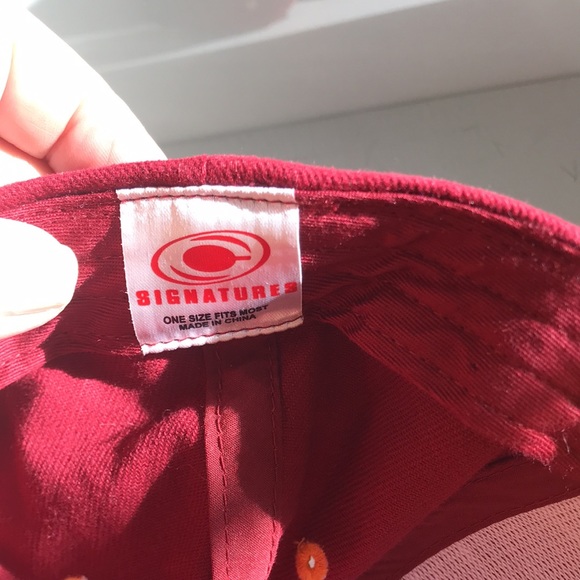 C
SIGNATURES
ONE SIZE FITS MOST
MADE IN CHINA